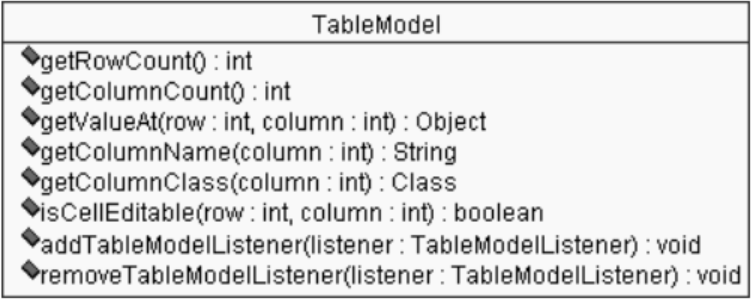 TableModel
getRowCount() : int
getColumnCount() : int
getValueAt(row : int, column : int) : Object
getColumnName(column : int) : String
getColumnClass(column : int) : Class
isCellEditable(row : int, column : int) : boolean
addTableModelListener(listener : TableModelListener) : void
removeTableModelListener(listener : TableModelListener) : void